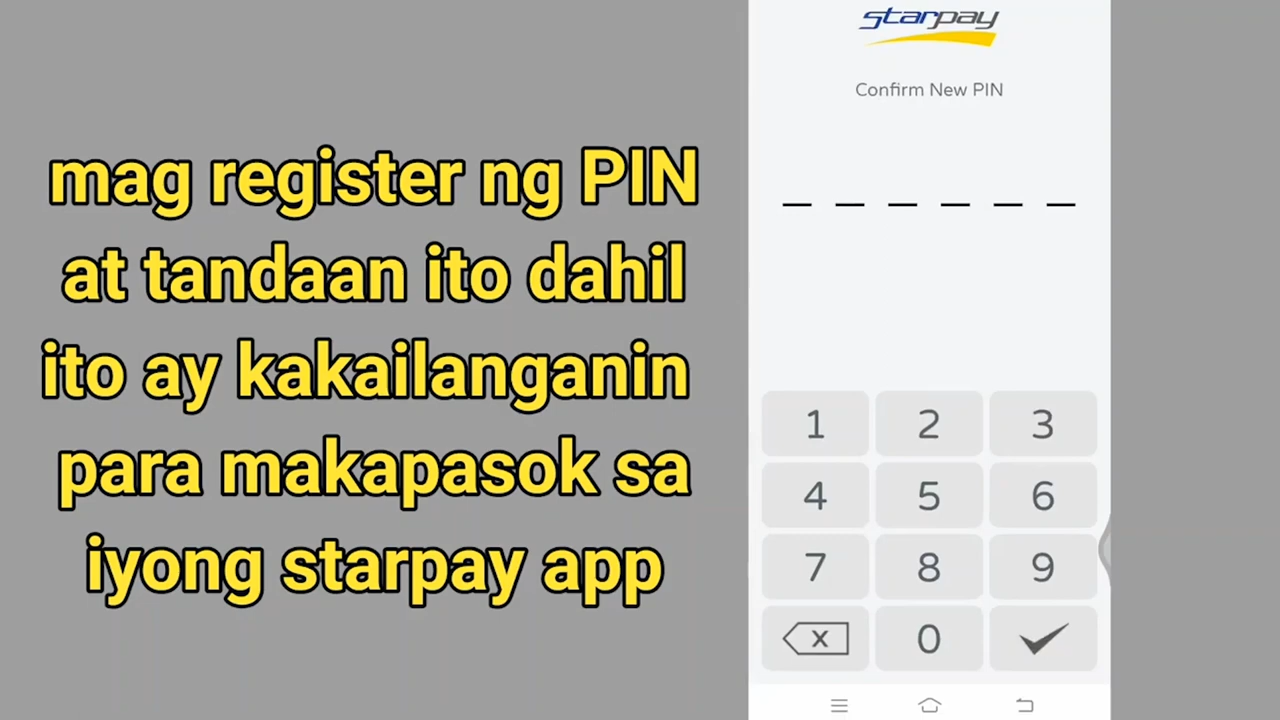 mag register ng PIN
at tandaan ito dahil
ito ay kakailanganin
para makapasok sa
iyong starpay app
starpay
Confirm New PIN
1 2 3
4 5 6
7 8 9
x 0